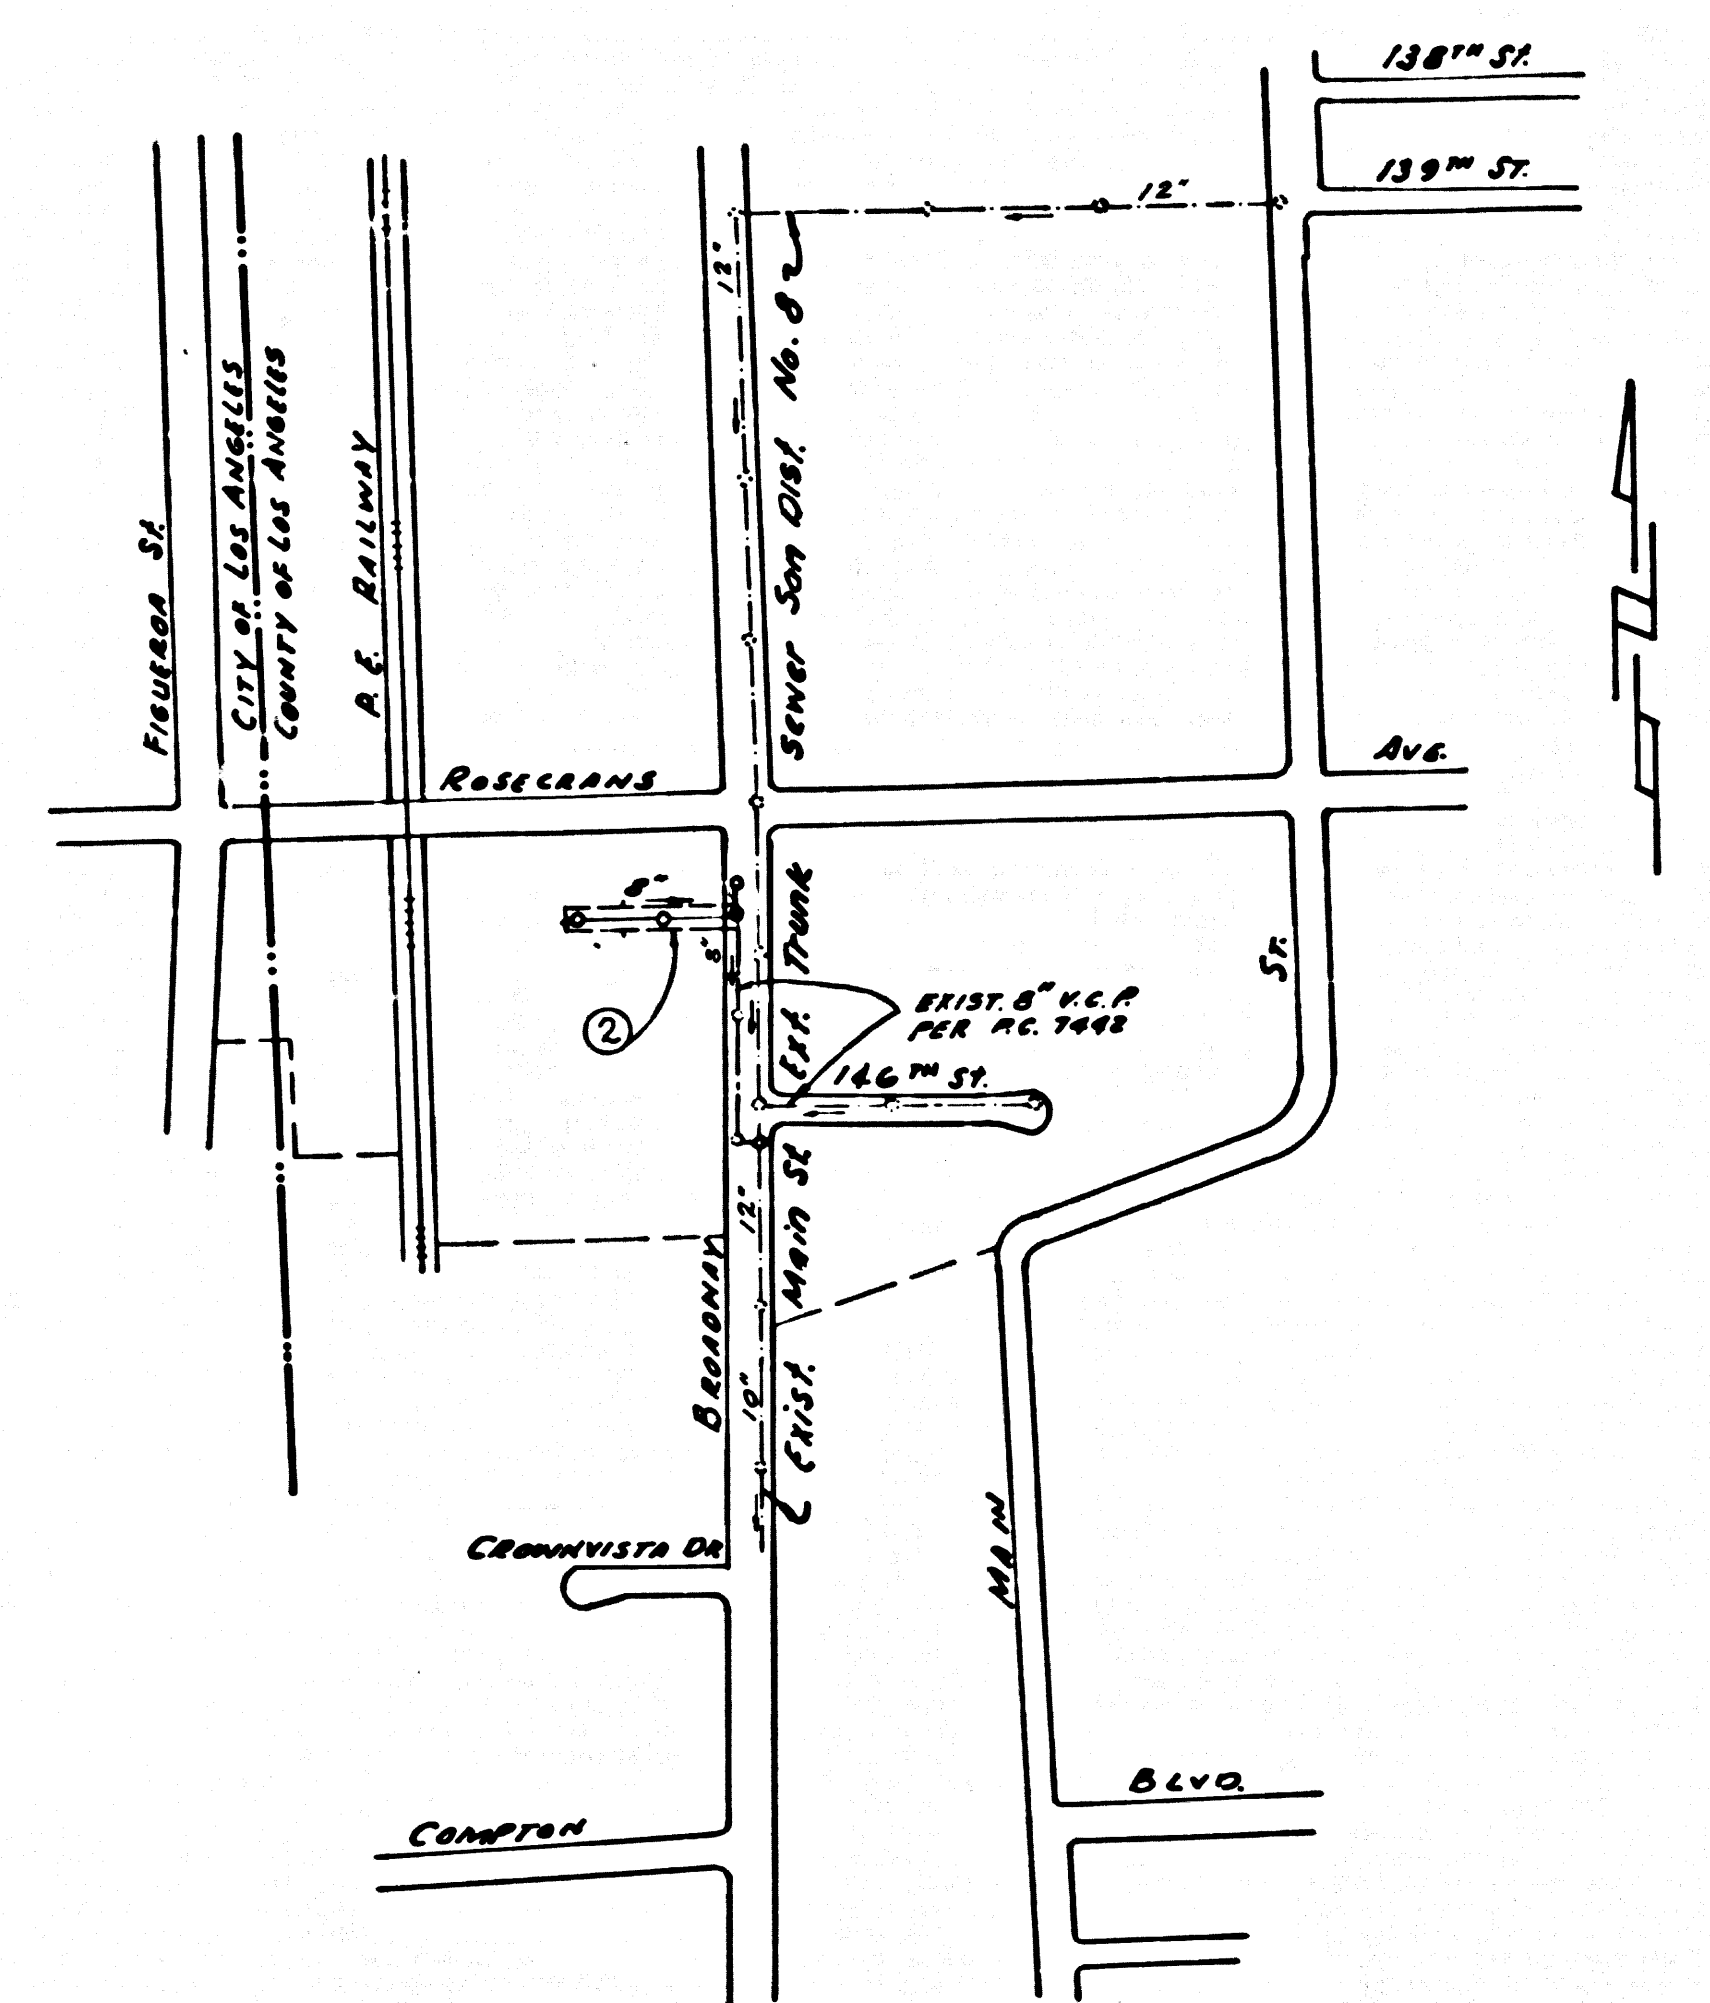 138TH St.
139TH ST.
12"
12"
Sewer San Dist. No. 8
FIGUEROA St.
CITY OF LOS ANGELES
COUNTY OF LOS ANGELES
P. E. RAILWAY
ROSECRANS
AVE.
8"
8"
2
Ext. Trunk
EXIST. 8" V.C.P.
PER P.C. 7442
146TH St.
ST.
12"
10"
BROADWAY
Exist. Main St.
CROWNVISTA DR
MAIN
BLVD.
COMPTON
N